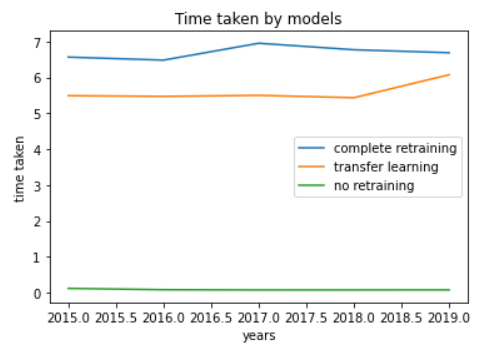 Time taken by models
7
6
5
4
3
2
1
0
time taken
complete retraining
transfer learning
no retraining
2015.0 2015.5 2016.0 2016.5 2017.0 2017.5 2018.0 2018.5 2019.0
years